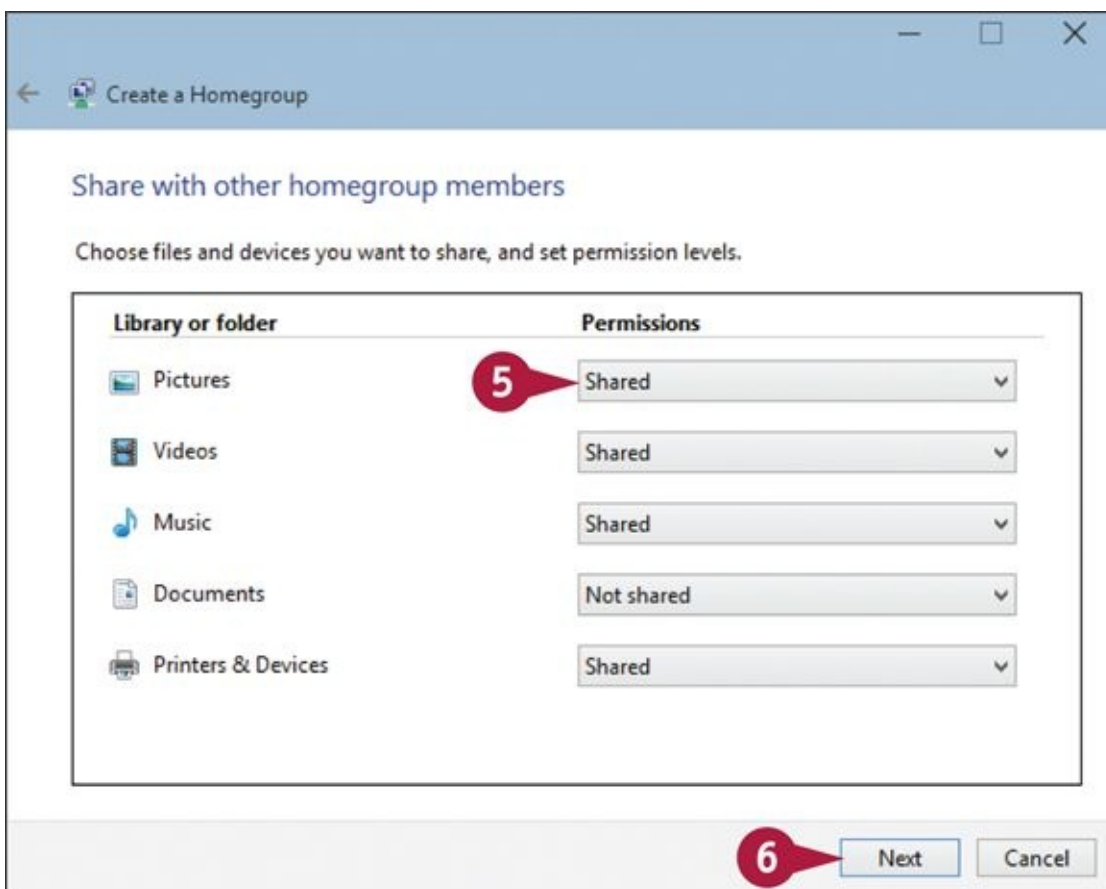 Create a Homegroup
Share with other homegroup members
Choose files and devices you want to share, and set permission levels.
Library or folder Permissions
Pictures 5 Shared
Videos Shared
Music Shared
Documents Not shared
Printers & Devices Shared
6 Next Cancel